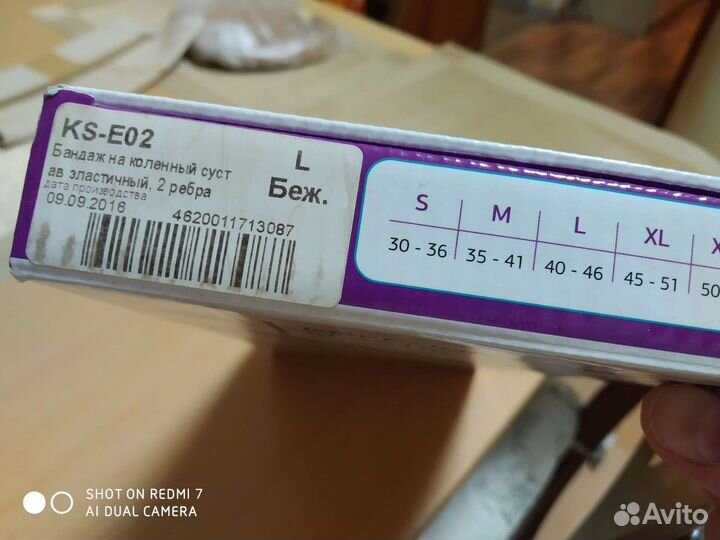 KS-E02
Бандаж на коленный суст
ав эластичный, 2 ребра
дата производства
09.09.2016
L
Беж.
4620011713087
S M L XL
30 - 36 35 - 41 40 - 46 45 - 51 50
SHOT ON REDMI 7
AI DUAL CAMERA
Avito